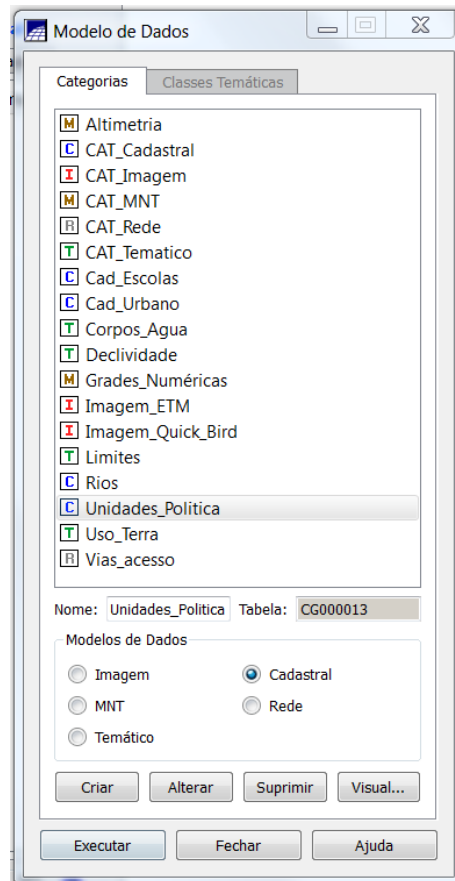 Modelo de Dados
Categorias Classes Temáticas
M Altimetria
C CAT_Cadastral
I CAT_Imagem
M CAT_MNT
R CAT_Rede
T CAT_Tematico
C Cad_Escolas
C Cad_Urbano
T Corpos_Agua
T Declividade
M Grades_Numéricas
I Imagem_ETM
I Imagem_Quick_Bird
T Limites
C Rios
C Unidades_Politica
T Uso_Terra
R Vias_acesso
Nome: Unidades_Politica Tabela: CG000013
Modelos de Dados
Imagem Cadastral
MNT Rede
Temático
Criar Alterar Suprimir Visual...
Executar Fechar Ajuda